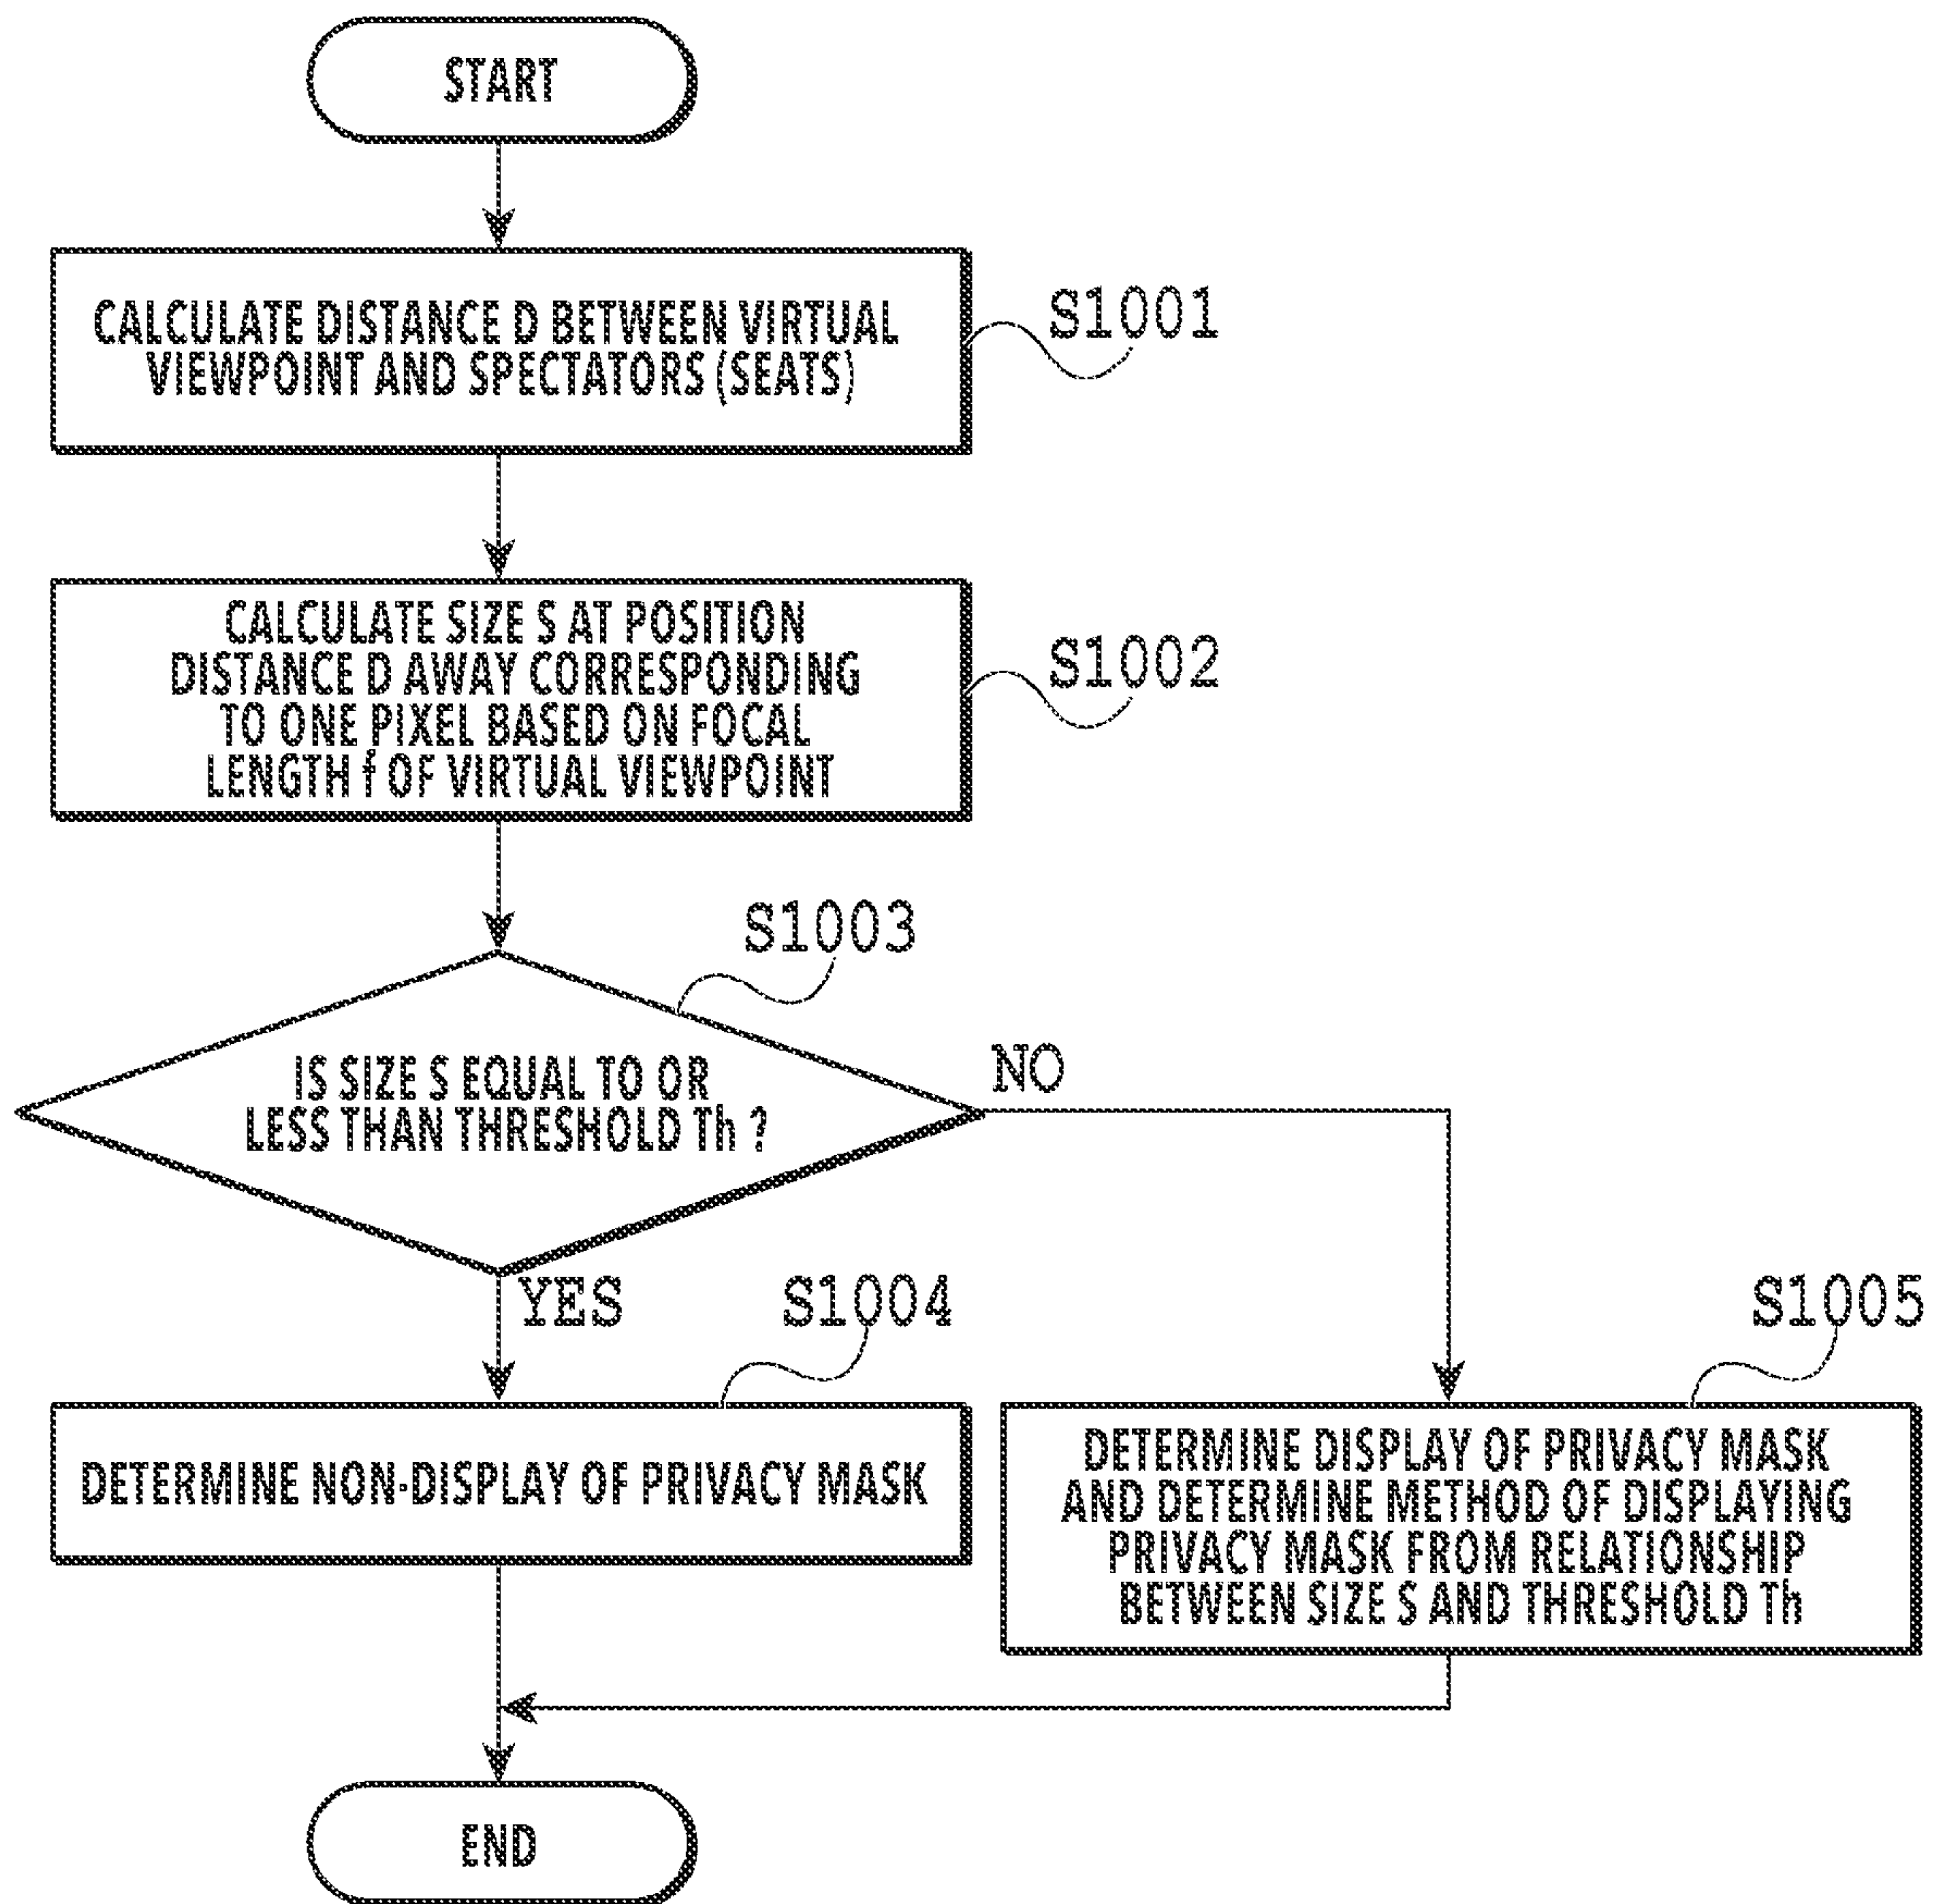 START
CALCULATE DISTANCE D BETWEEN VIRTUAL
VIEWPOINT AND SPECTATORS (SEATS)
S1001
CALCULATE SIZE S AT POSITION
DISTANCE D AWAY CORRESPONDING
TO ONE PIXEL BASED ON FOCAL
LENGTH f OF VIRTUAL VIEWPOINT
S1002
S1003
IS SIZE S EQUAL TO OR
LESS THAN THRESHOLD Th ?
NO
YES
S1004
S1005
DETERMINE NON-DISPLAY OF PRIVACY MASK
DETERMINE DISPLAY OF PRIVACY MASK
AND DETERMINE METHOD OF DISPLAYING
PRIVACY MASK FROM RELATIONSHIP
BETWEEN SIZE S AND THRESHOLD Th
END